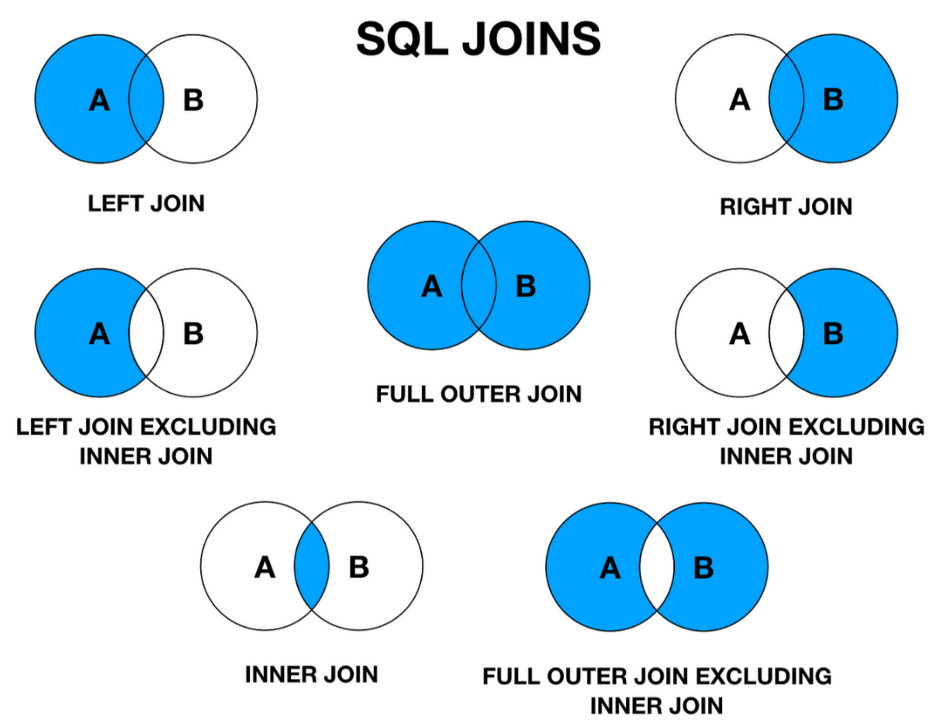 SQL JOINS
A B
LEFT JOIN
A B
RIGHT JOIN
A B
FULL OUTER JOIN
A B
LEFT JOIN EXCLUDING
INNER JOIN
A B
RIGHT JOIN EXCLUDING
INNER JOIN
A B
INNER JOIN
A B
FULL OUTER JOIN EXCLUDING
INNER JOIN